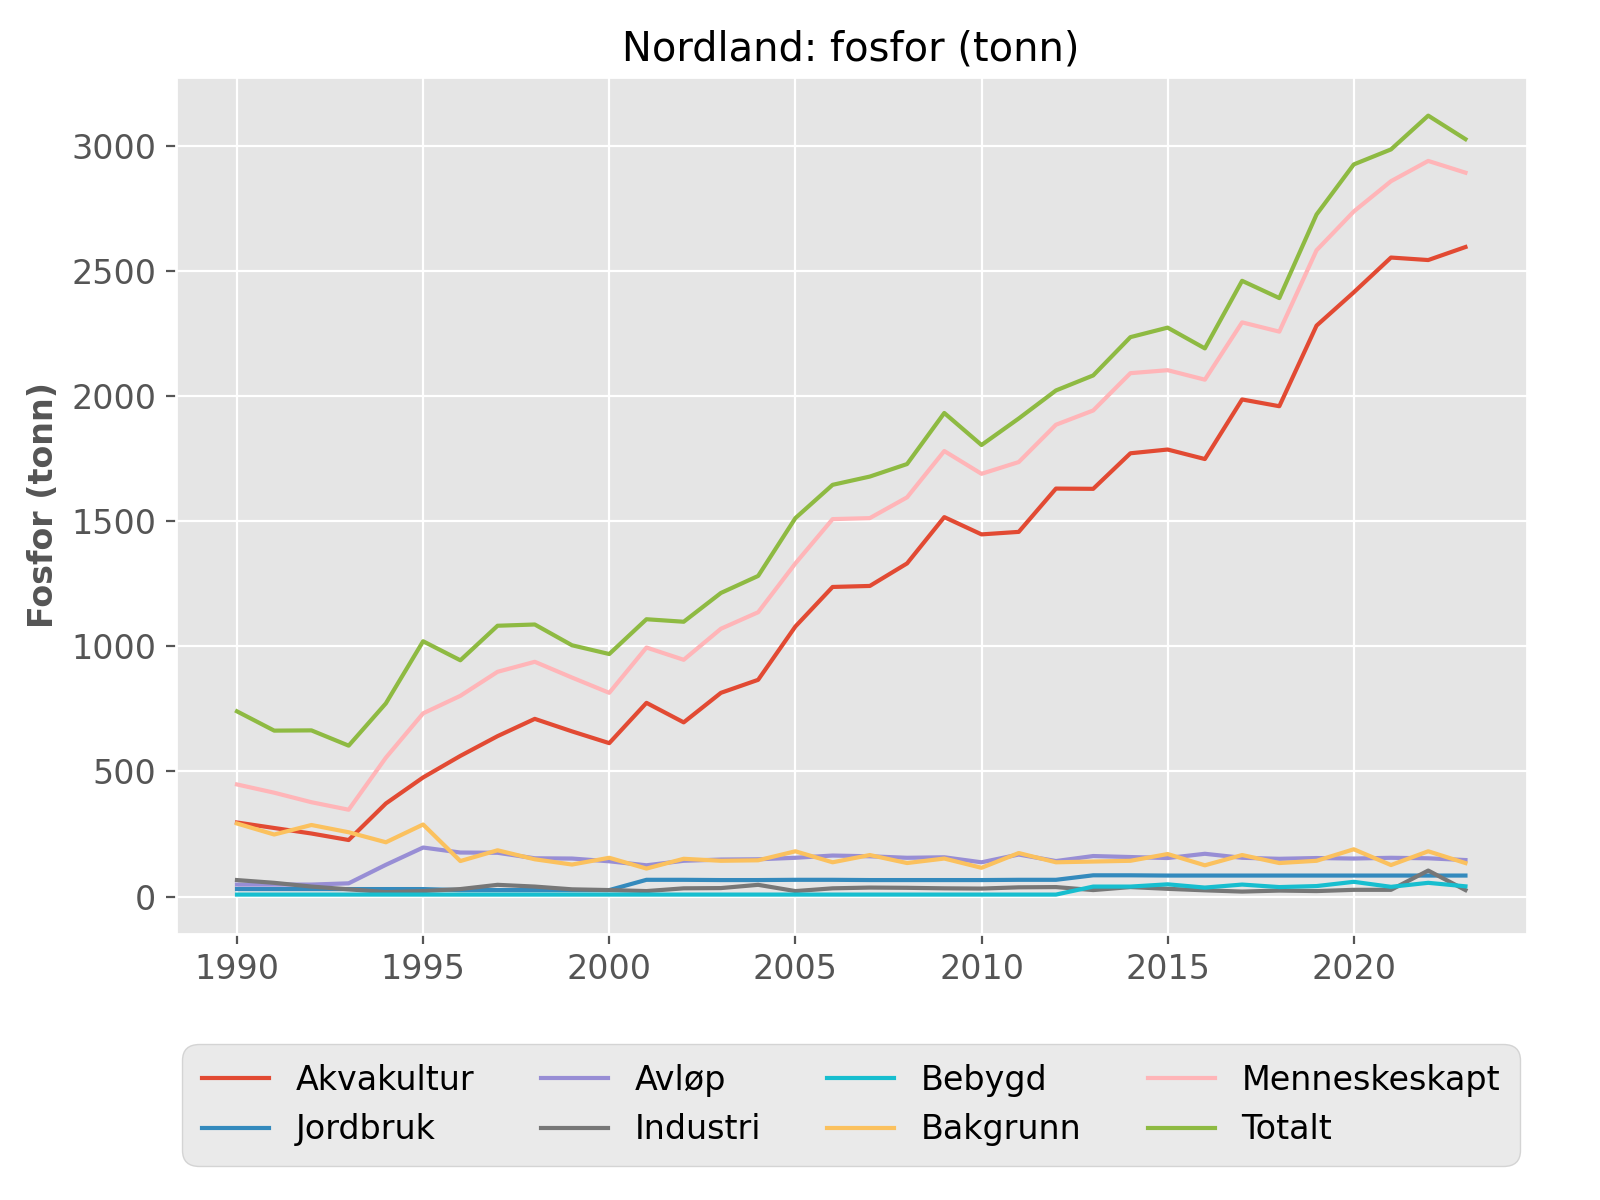 Nordland: fosfor (tonn)
Fosfor (tonn)
3000
2500
2000
1500
1000
500
0
1990 1995 2000 2005 2010 2015 2020
Akvakultur Avløp Bebygd Menneskeskapt
Jordbruk Industri Bakgrunn Totalt